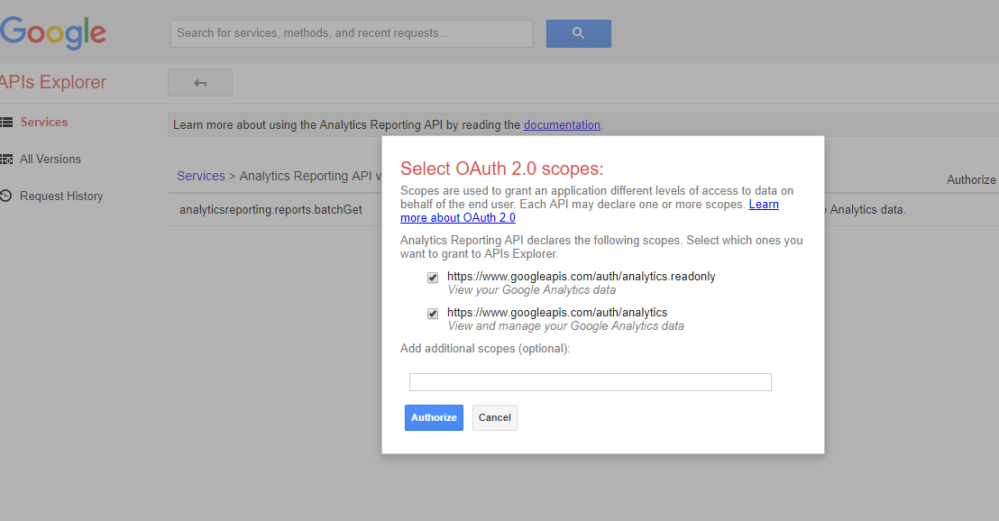 Google
Search for services, methods, and recent requests...
APIs Explorer
Services
All Versions
Request History
Learn more about using the Analytics Reporting API by reading the documentation.
Services > Analytics Reporting API v
Authorize
analyticsreporting.reports.batchGet
Analytics data.
Select OAuth 2.0 scopes:
Scopes are used to grant an application different levels of access to data on
behalf of the end user. Each API may declare one or more scopes. Learn
more about OAuth 2.0
Analytics Reporting API declares the following scopes. Select which ones you
want to grant to APIs Explorer.
https://www.googleapis.com/auth/analytics.readonly
View your Google Analytics data
https://www.googleapis.com/auth/analytics
View and manage your Google Analytics data
Add additional scopes (optional):
Authorize
Cancel